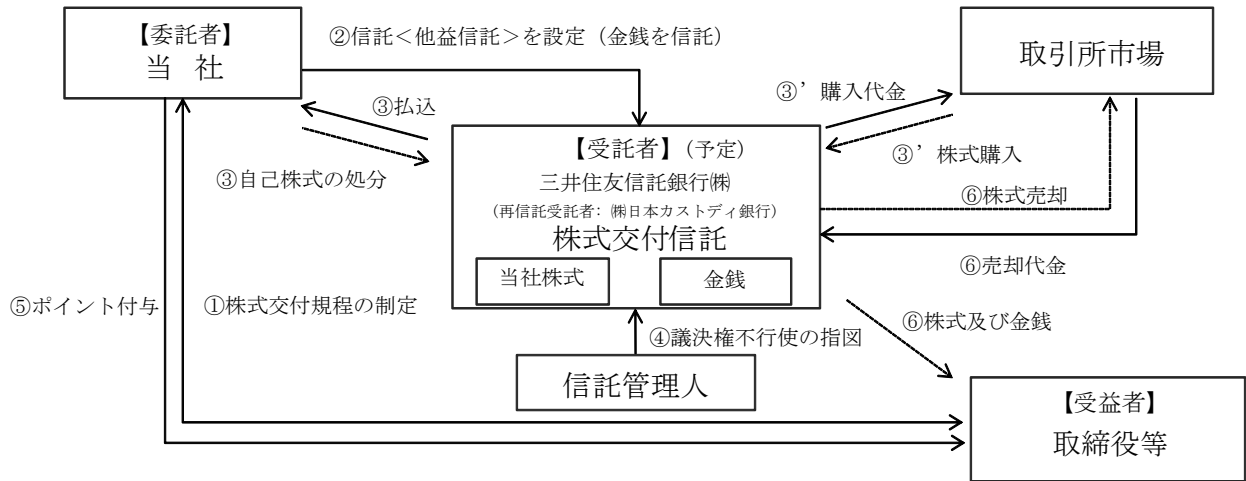 【委託者】
当 社
②信託<他益信託>を設定（金銭を信託）
取引所市場
③払込
③’購入代金
③自己株式の処分
【受託者】(予定)
三井住友信託銀行㈱
(再信託受託者：㈱日本カストディ銀行)
株式交付信託
当社株式
金銭
③’株式購入
⑥株式売却
⑥売却代金
⑤ポイント付与
①株式交付規程の制定
④議決権不行使の指図
⑥株式及び金銭
信託管理人
【受益者】
取締役等